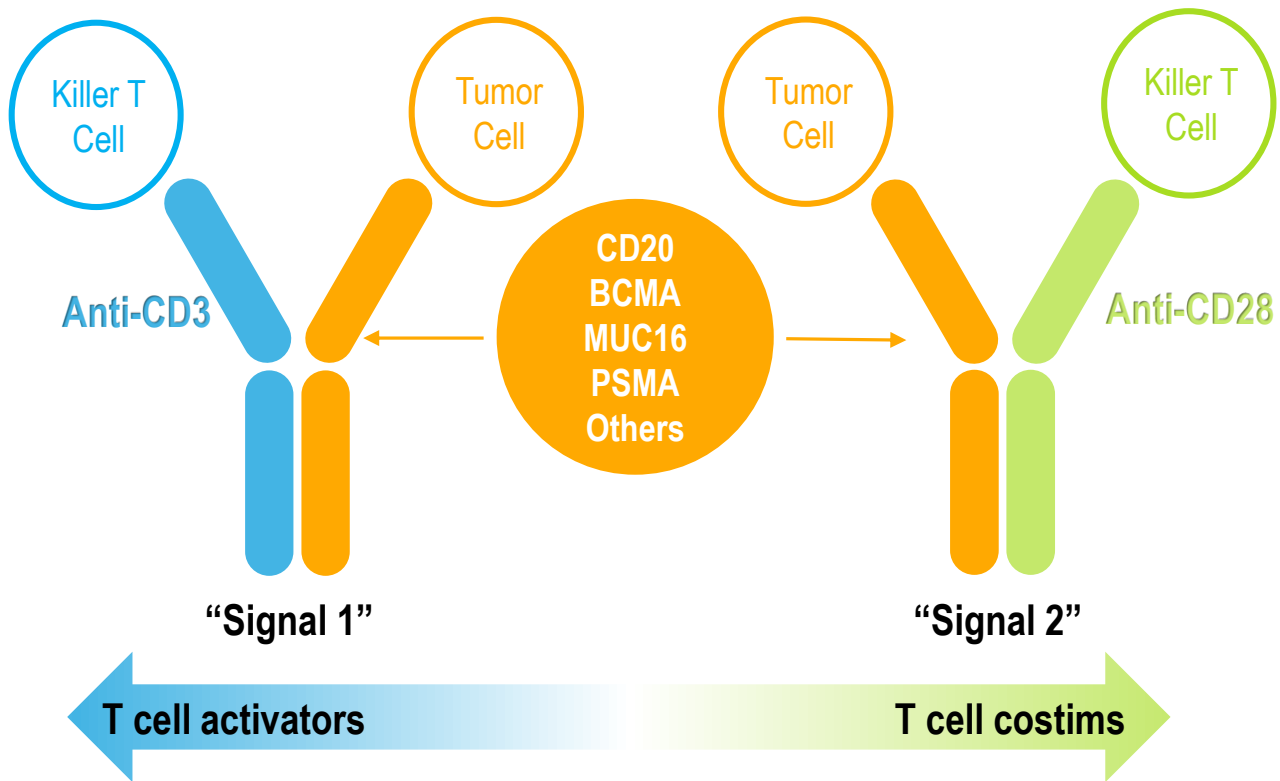 Killer T
Cell
Tumor
Cell
Tumor
Cell
Killer T
Cell
CD20
BCMA
MUC16
PSMA
Others
Anti-CD3
Anti-CD28
“Signal 1”
“Signal 2”
T cell activators
T cell costims